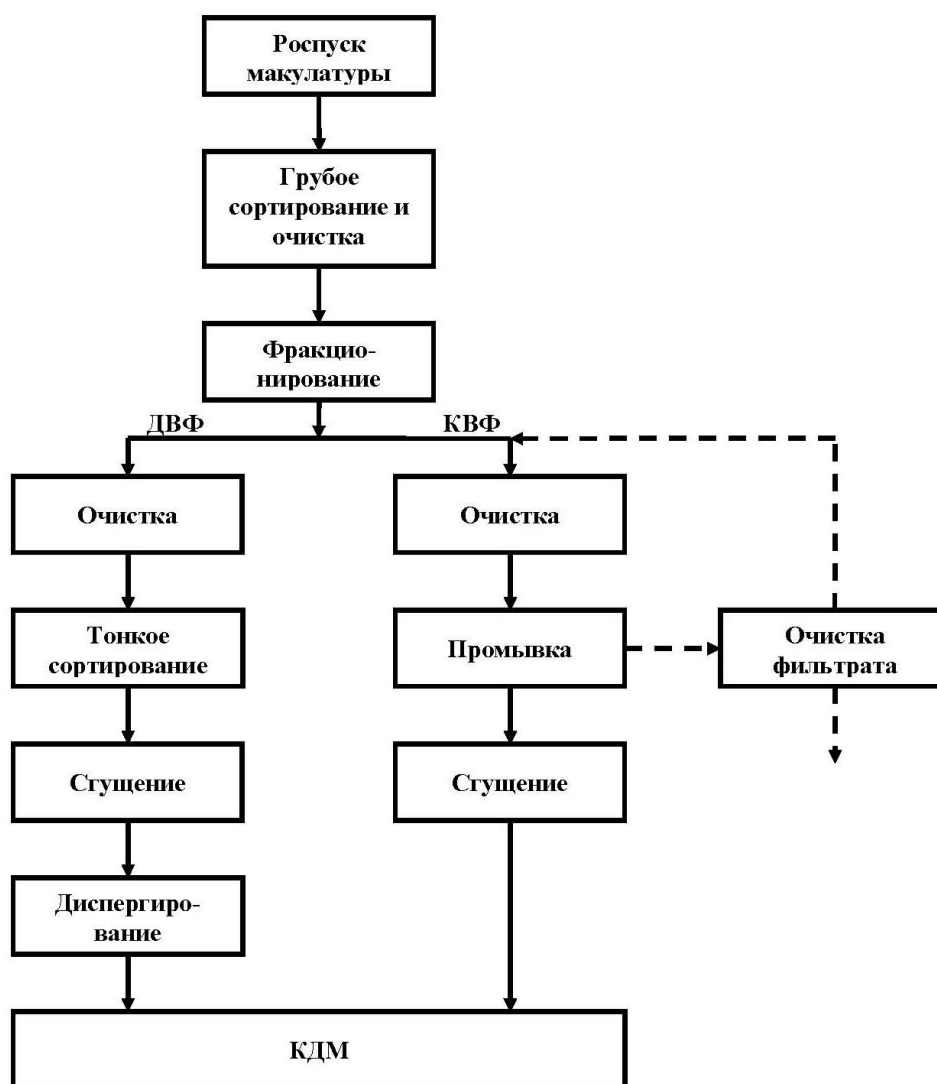 Роспуск
макулатуры
Грубое
сортирование и
очистка
Фракцио-
нирование
ДВФ
КВФ
Очистка
Очистка
Тонкое
сортирование
Промывка
Очистка
фильтрата
Сгущение
Сгущение
Диспергиро-
вание
КДМ